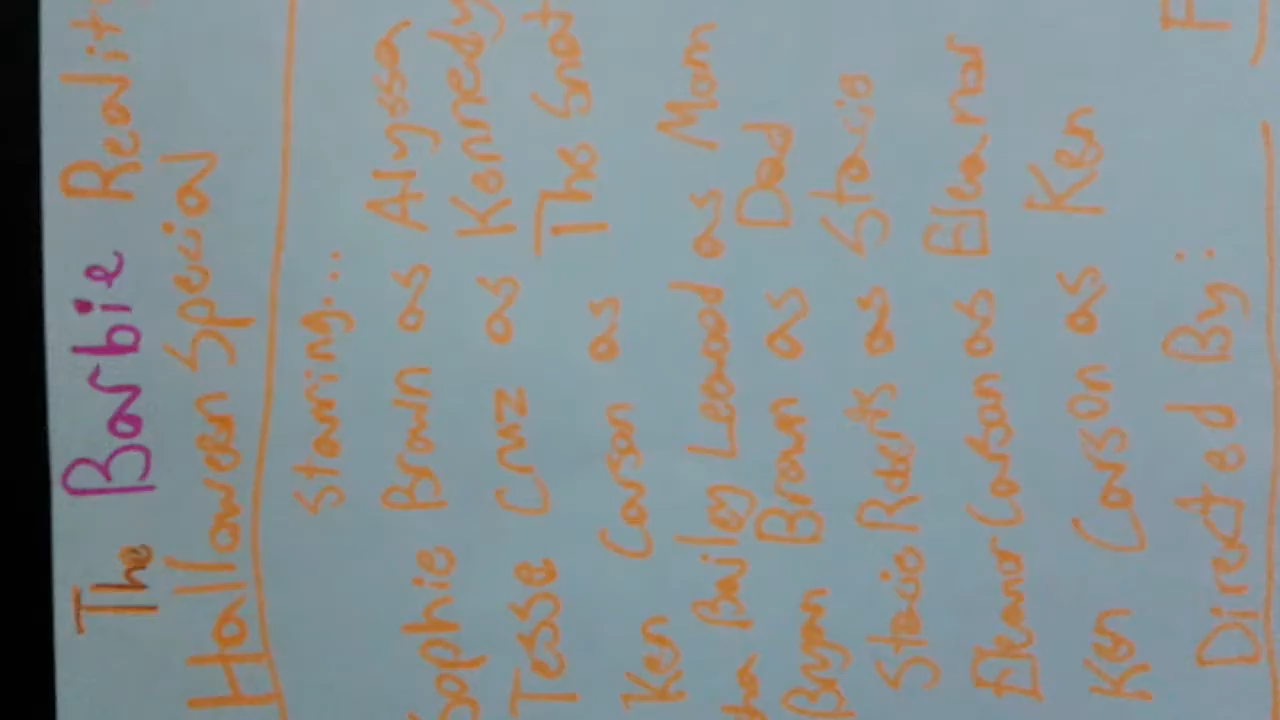 The Barbie Realit
Halloween Special
Starring...
Sophie Brown as Alyssa
Tesse Cruz as Kennedy
Ken Carson as The Snot
Bailey Leavod as Mom
Bryan Brown as Dad
Stacie Roberts as Stacie
Eleanor Carson as Eleanor
Ken Carson as Ken
Directed By: